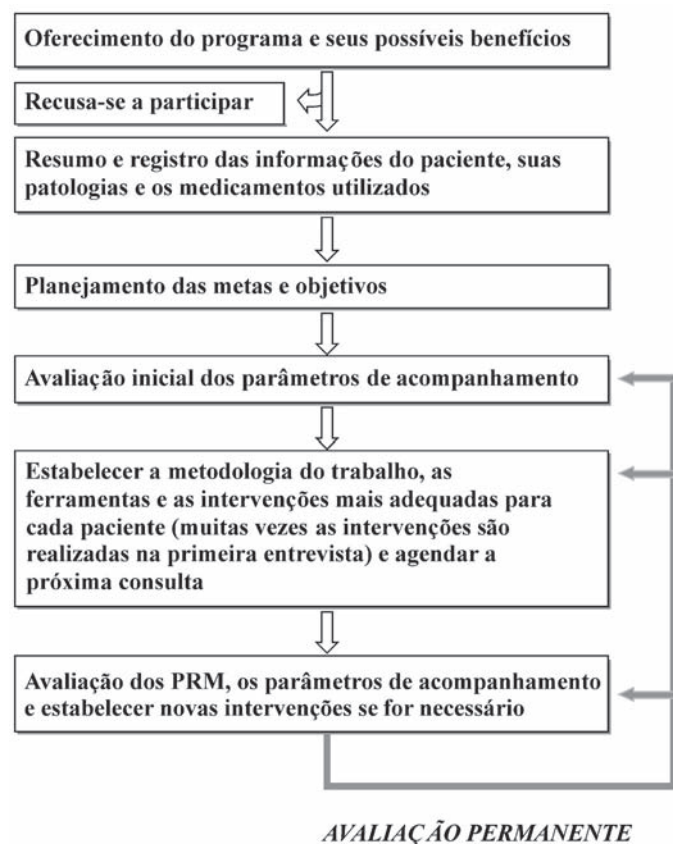 Oferecimento do programa e seus possíveis benefícios
Recusa-se a participar
Resumo e registro das informações do paciente, suas
patologias e os medicamentos utilizados
Planejamento das metas e objetivos
Avaliação inicial dos parâmetros de acompanhamento
Estabelecer a metodologia do trabalho, as
ferramentas e as intervenções mais adequadas para
cada paciente (muitas vezes as intervenções são
realizadas na primeira entrevista) e agendar a
próxima consulta
Avaliação dos PRM, os parâmetros de acompanhamento
e estabelecer novas intervenções se for necessário
AVALIAÇÃO PERMANENTE